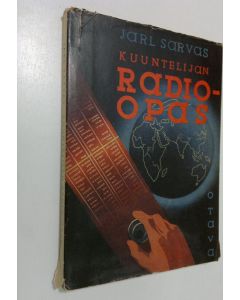 JARL SARVAS
KUUNTELIJAN
RADIO-
OPAS
OTAVA